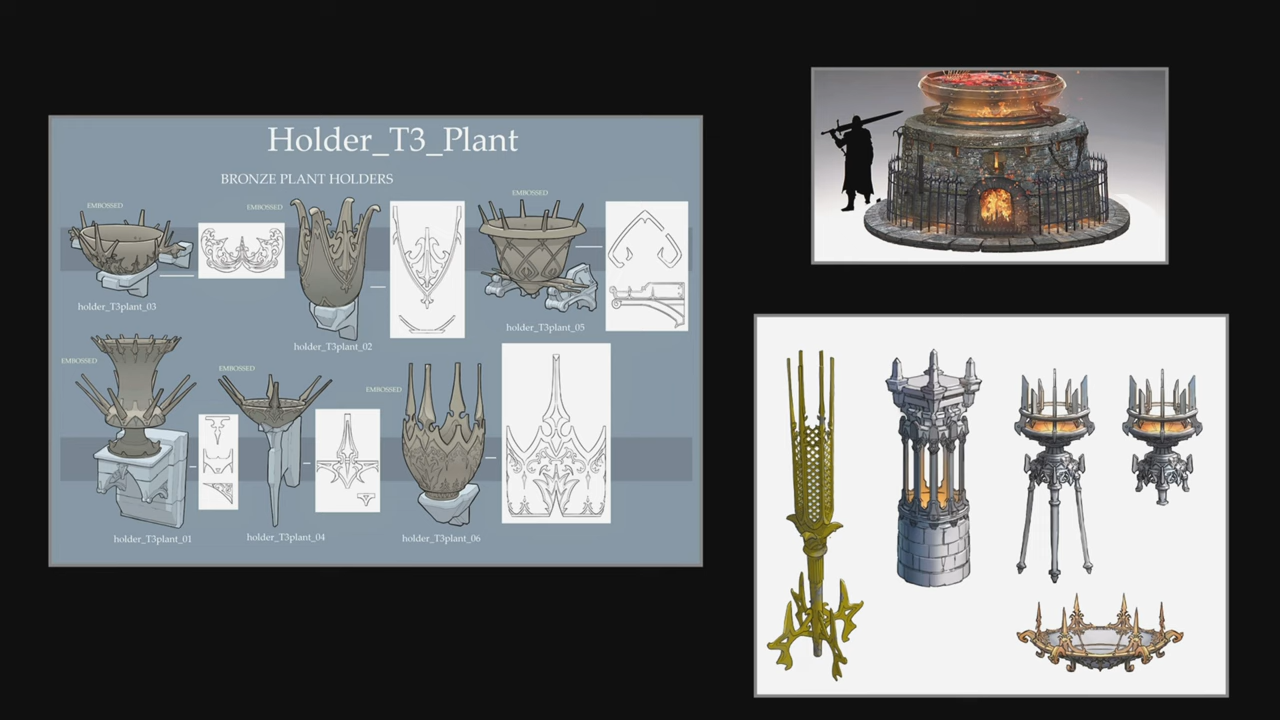 Holder_T3_Plant
BRONZE PLANT HOLDERS
EMBOSSED
EMBOSSED
EMBOSSED
holder_T3plant_03
holder_T3plant_02
holder_T3plant_05
EMBOSSED
EMBOSSED
EMBOSSED
holder_T3plant_01
holder_T3plant_04
holder_T3plant_06